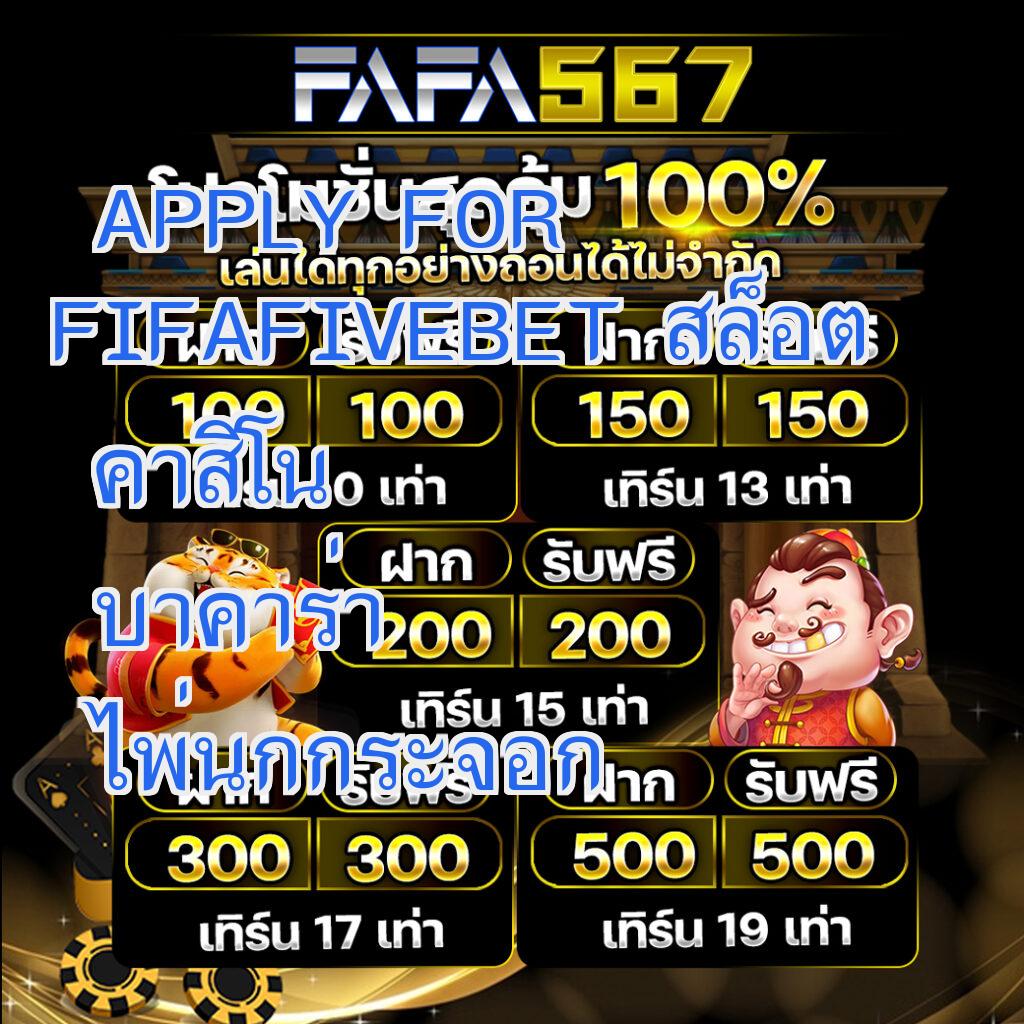 FAFA567
100%
APPLY FOR
เล่นได้ทุกอย่างถอนได้ไม่จำกัด
FIFAFIVEBET สล็อต
100 100 150 150
คาสิโน
เท่า เทิร์น 13 เท่า
ฝาก รับฟรี
บาคาร่า
200 200
เทิร์น 15 เท่า
ไพ่นกกระจอก
ฝาก รับฟรี
300 300 500 500
เทิร์น 17 เท่า เทิร์น 19 เท่า